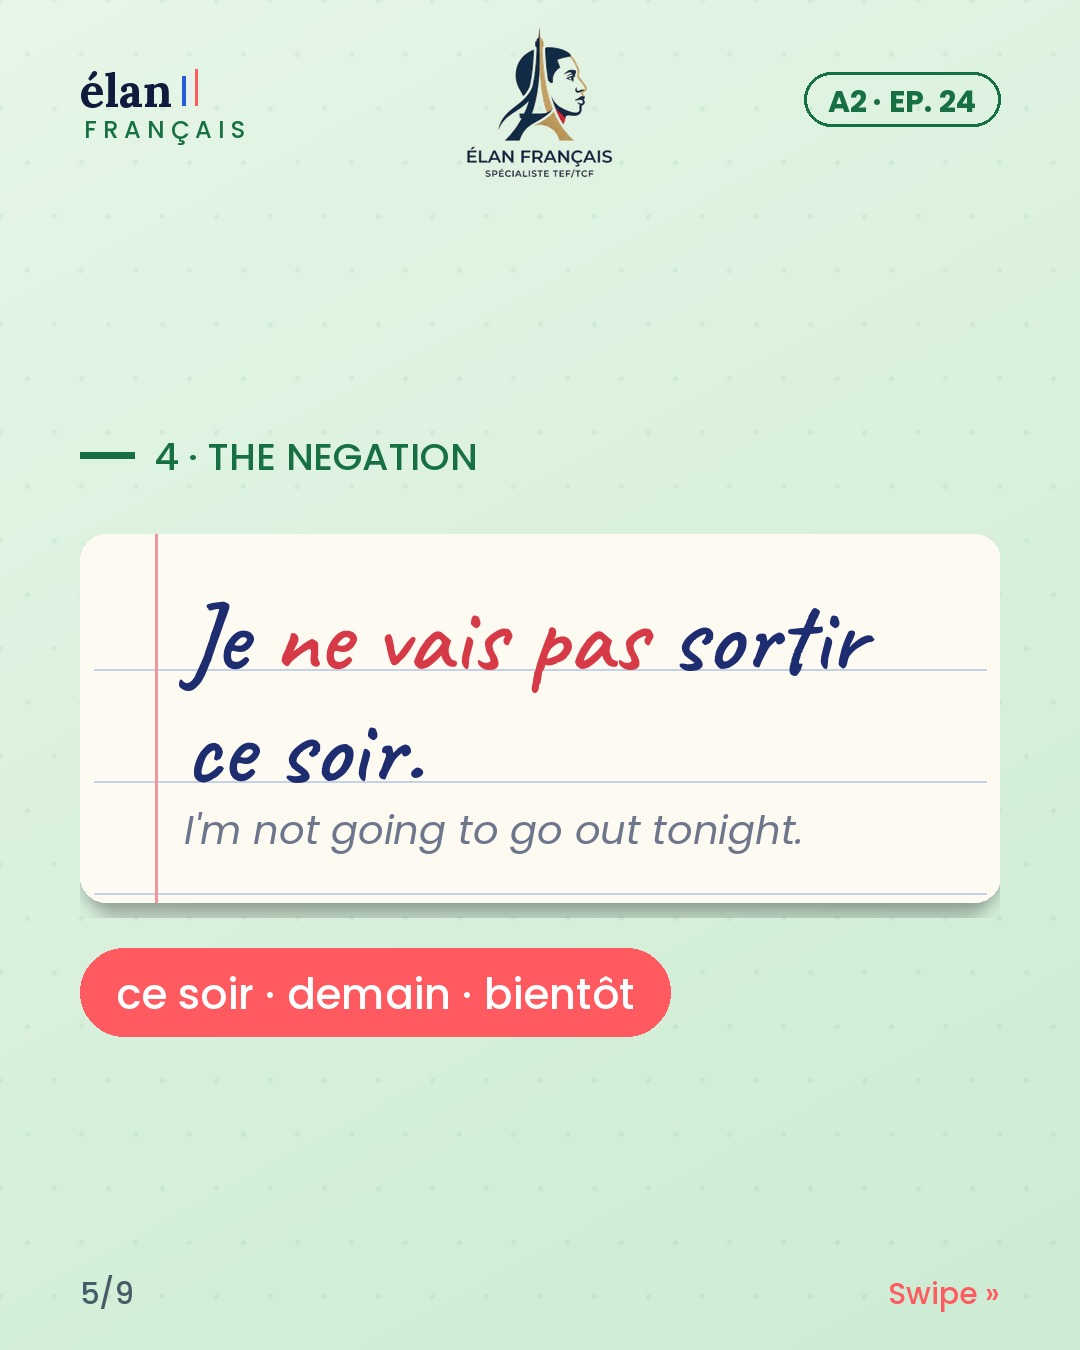 élan
FRANÇAIS
ÉLAN FRANÇAIS
SPÉCIALISTE TEF/TCF
A2 · EP. 24
4 · THE NEGATION
Je ne vais pas sortir
ce soir.
I'm not going to go out tonight.
ce soir · demain · bientôt
5/9
Swipe »